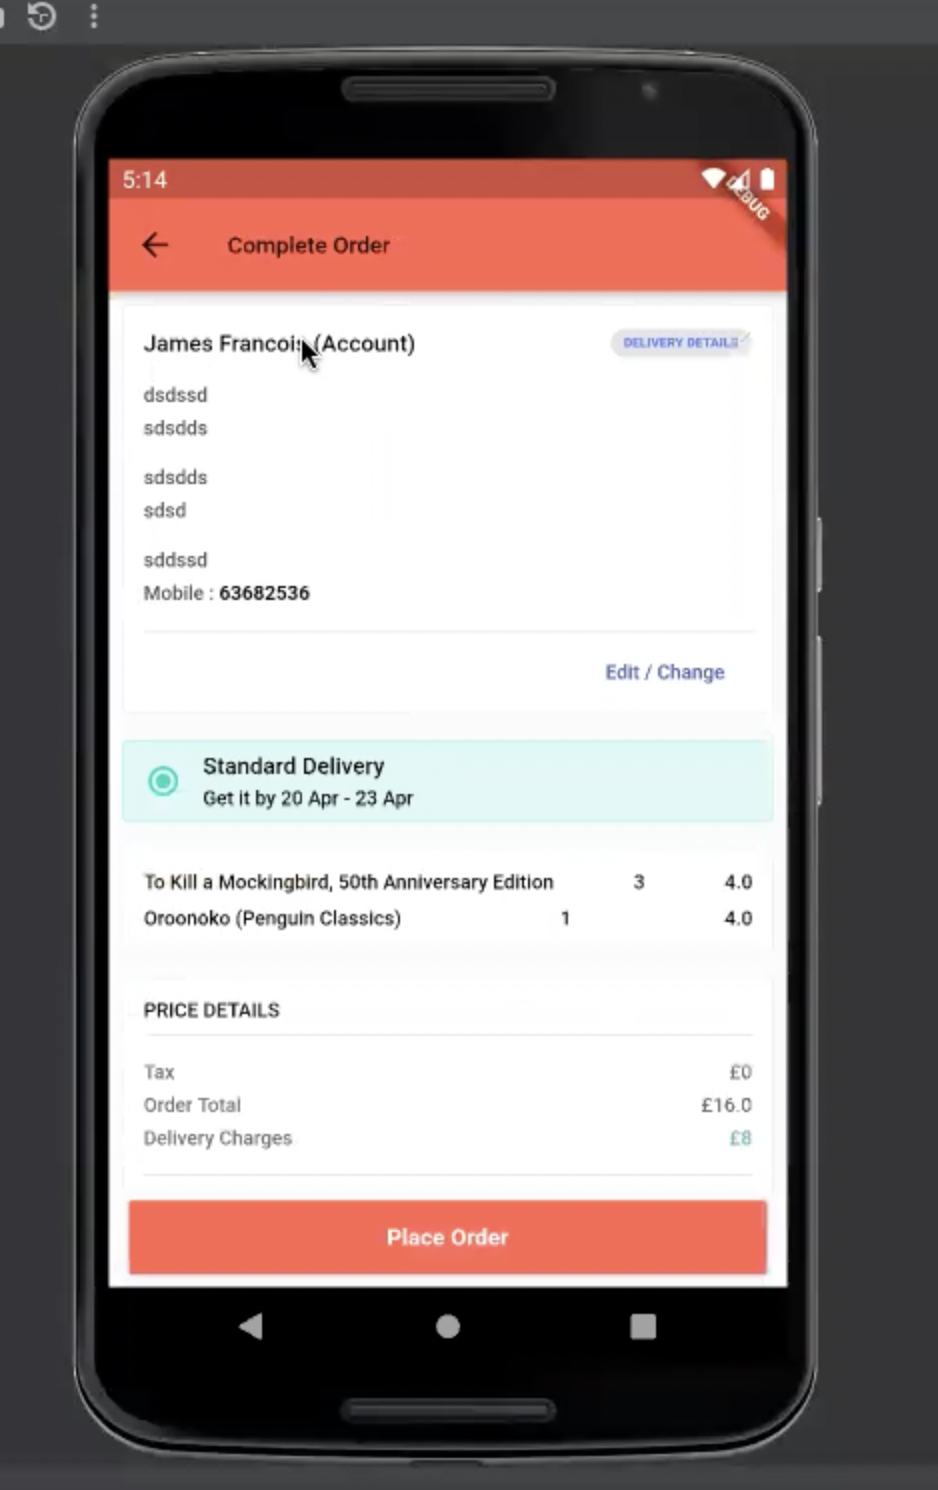 5:14
DEBUG
Complete Order
James Francois (Account)
DELIVERY DETAILS
dsdssd
sdsdds
sdsdds
sdsd
sddssd
Mobile : 63682536
Edit / Change
Standard Delivery
Get it by 20 Apr - 23 Apr
To Kill a Mockingbird, 50th Anniversary Edition 3 4.0
Oroonoko (Penguin Classics) 1 4.0
PRICE DETAILS
Tax £0
Order Total £16.0
Delivery Charges £8
Place Order